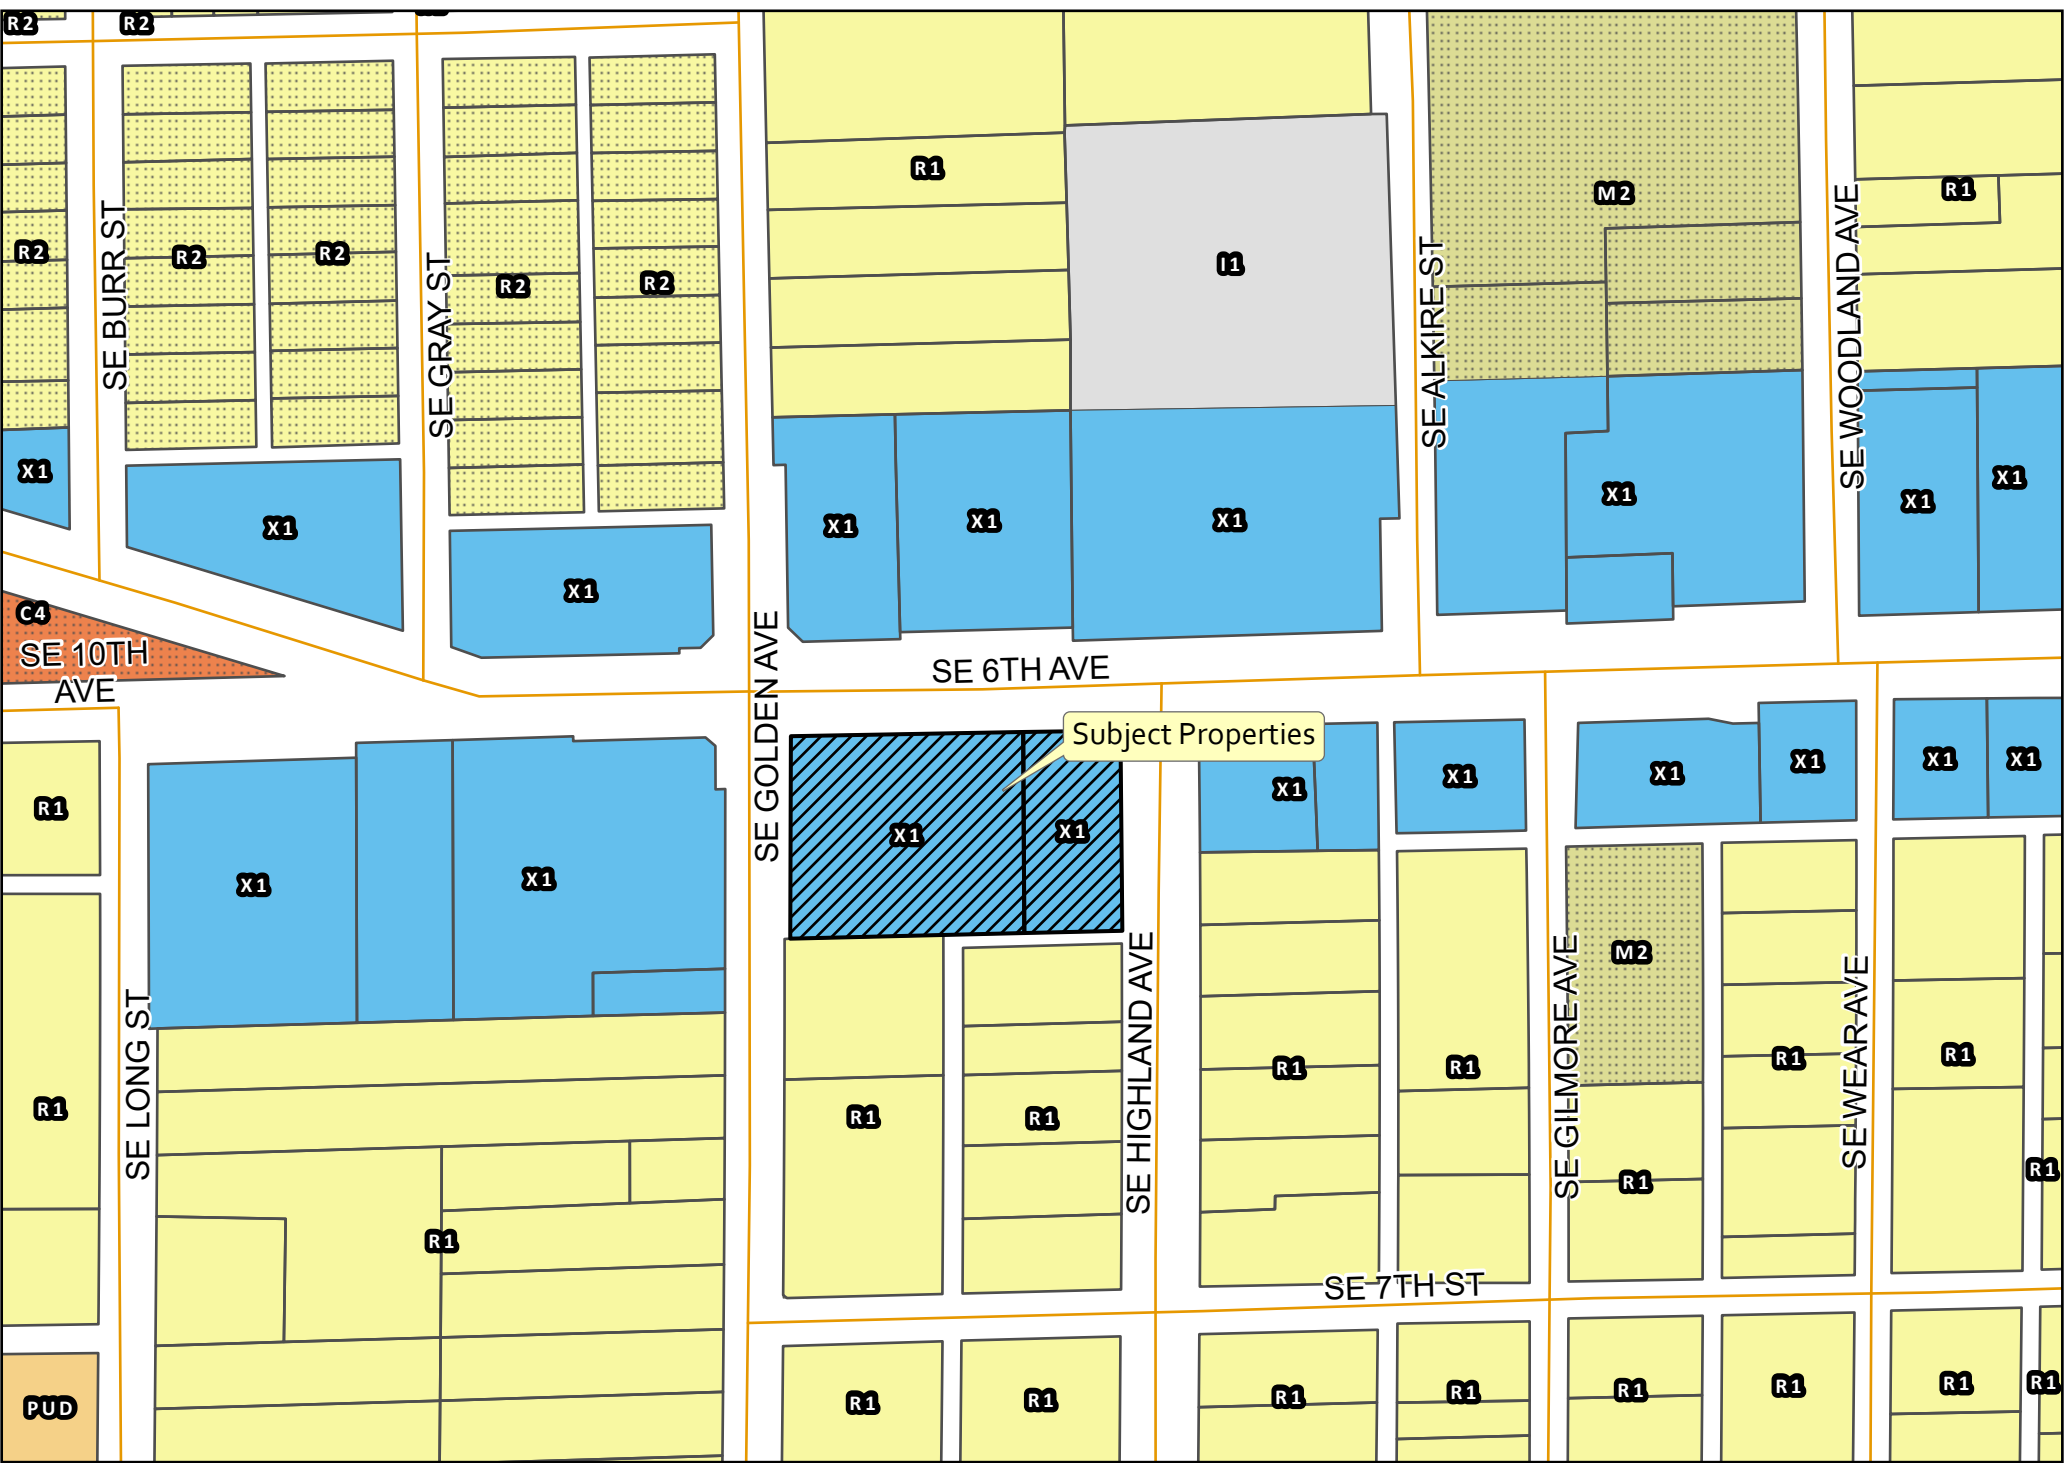 R2
R2
R1
R1
M2
R2
R2
R2
R2
R2
I1
SE BURR ST
SE GRAY ST
SE ALKIRE ST
SE WOODLAND AVE
X1
X1
X1
X1
X1
X1
X1
X1
X1
C4
SE 10TH
AVE
SE 6TH AVE
SE GOLDEN AVE
Subject Properties
X1
X1
X1
X1
X1
X1
X1
X1
X1
X1
R1
X1
X1
SE LONG ST
SE HIGHLAND AVE
SE GILMORE AVE
SE WEAR AVE
M2
R1
R1
R1
R1
R1
R1
R1
R1
R1
R1
SE 7TH ST
PUD
R1
R1
R1
R1
R1
R1
R1
R1